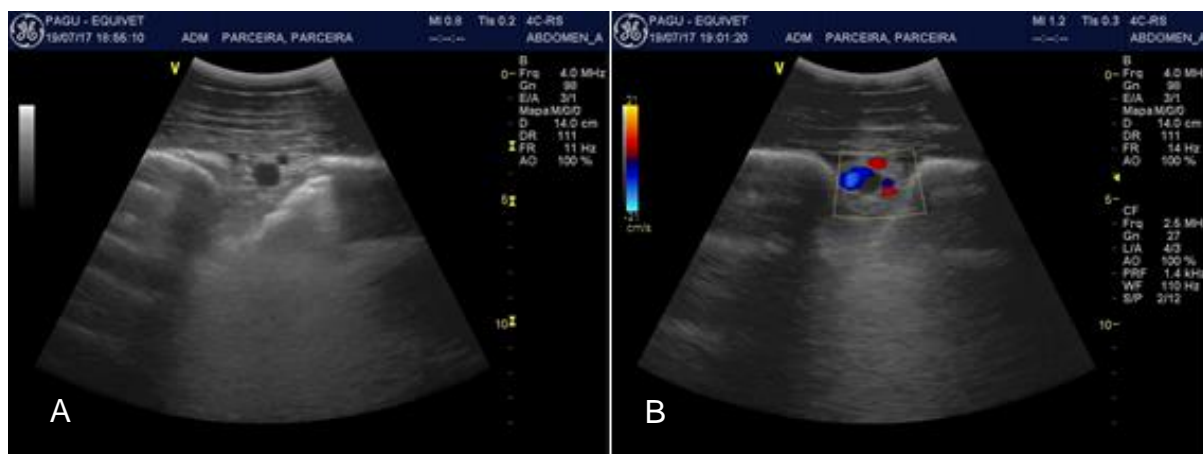 PAGU - EQUIVET
19/07/17 18:55:10 ADM PARCEIRA, PARCEIRA
MI 0.8 TIs 0.2 4C-RS
--:--:-- ABDOMEN_A
V
0
5
10
B
Frq 4.0 MHz
Gn 98
E/A 3/1
Mapa M/0/0
D 14.0 cm
DR 111
FR 11 Hz
AO 100 %
A
PAGU - EQUIVET
19/07/17 19:01:20 ADM PARCEIRA, PARCEIRA
MI 1.2 TIs 0.3 4C-RS
--:--:-- ABDOMEN_A
V
21
-21
cm/s
0
5
10
B
Frq 4.0 MH
Gn 98
E/A 3/1
Mapa M/0/0
D 14.0 cm
DR 111
FR 14 Hz
AO 100 %
CF
Frq 2.5 MH
Gn 27
L/A 4/3
AO 100 %
PRF 1.4 kH
WF 110 Hz
S/P 2/12
B